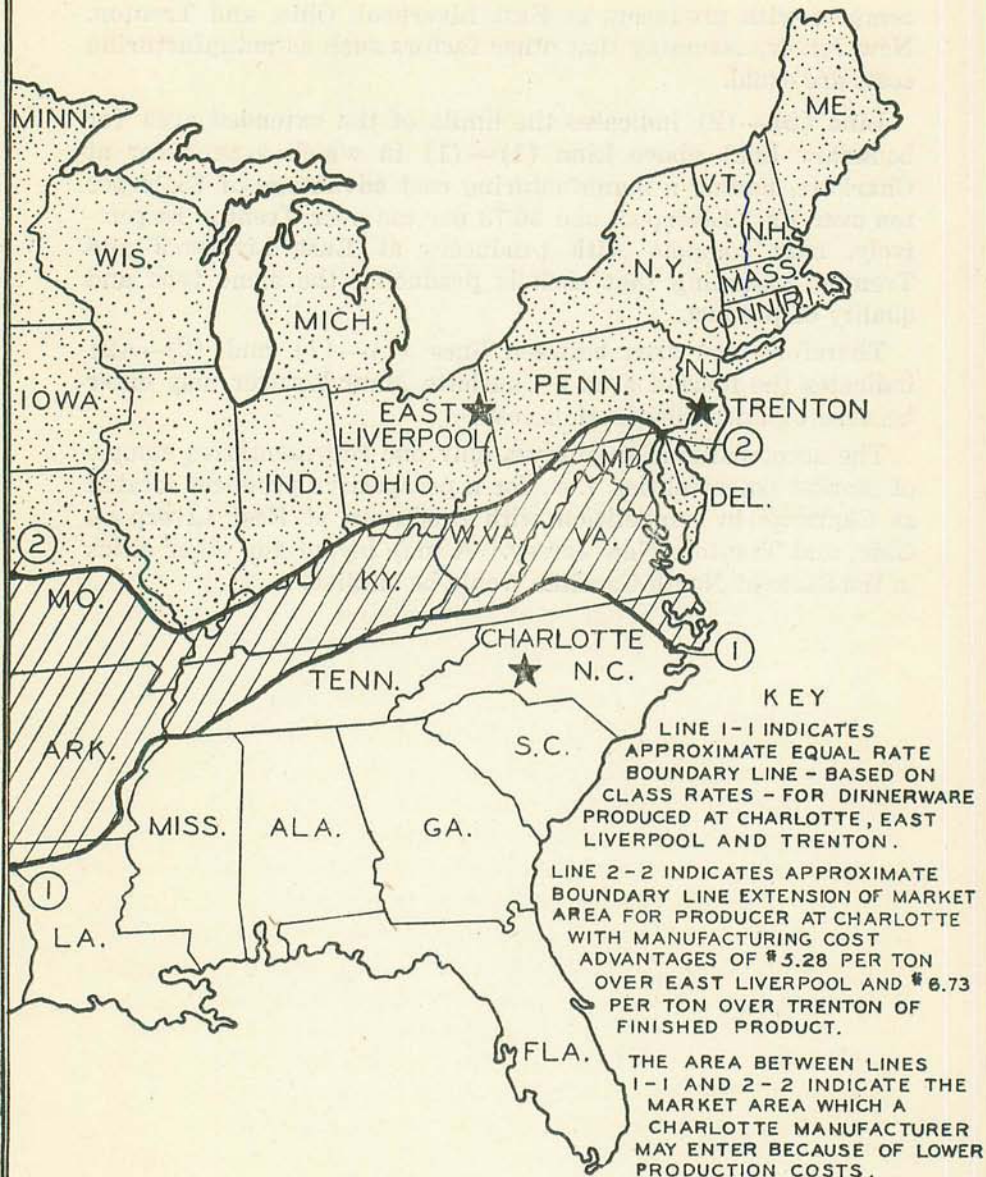 MINN.
ME.
VT.
N.H.
WIS.
N.Y.
MASS.
MICH.
CONN.
R.I.
N.J.
IOWA
PENN.
EAST
LIVERPOOL
TRENTON
2
ILL.
IND.
OHIO
MD.
DEL.
W.VA.
VA.
2
MO.
KY.
1
CHARLOTTE
N.C.
TENN.
ARK.
S.C.
MISS.
ALA.
GA.
1
LA.
FLA.
KEY
LINE 1-1 INDICATES
APPROXIMATE EQUAL RATE
BOUNDARY LINE - BASED ON
CLASS RATES - FOR DINNERWARE
PRODUCED AT CHARLOTTE, EAST
LIVERPOOL AND TRENTON.
LINE 2-2 INDICATES APPROXIMATE
BOUNDARY LINE EXTENSION OF MARKET
AREA FOR PRODUCER AT CHARLOTTE
WITH MANUFACTURING COST
ADVANTAGES OF $5.28 PER TON
OVER EAST LIVERPOOL AND $6.73
PER TON OVER TRENTON OF
FINISHED PRODUCT.
THE AREA BETWEEN LINES
1-1 AND 2-2 INDICATE THE
MARKET AREA WHICH A
CHARLOTTE MANUFACTURER
MAY ENTER BECAUSE OF LOWER
PRODUCTION COSTS.